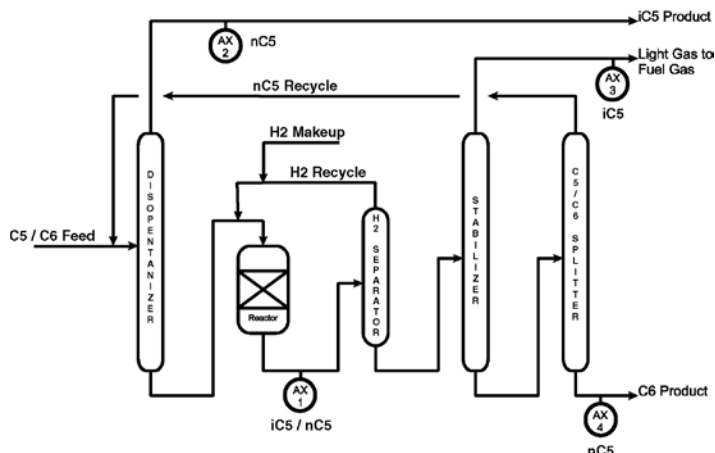 AX
2
nC5
iC5 Product
Light Gas to
Fuel Gas
AX
3
iC5
nC5 Recycle
H2 Makeup
H2 Recycle
C5 / C6 Feed
DISOPENTANIZER
Reactor
H2 SEPARATOR
STABILIZER
C5/C6 SPLITTER
AX
1
iC5 / nC5
C6 Product
AX
4
nC5